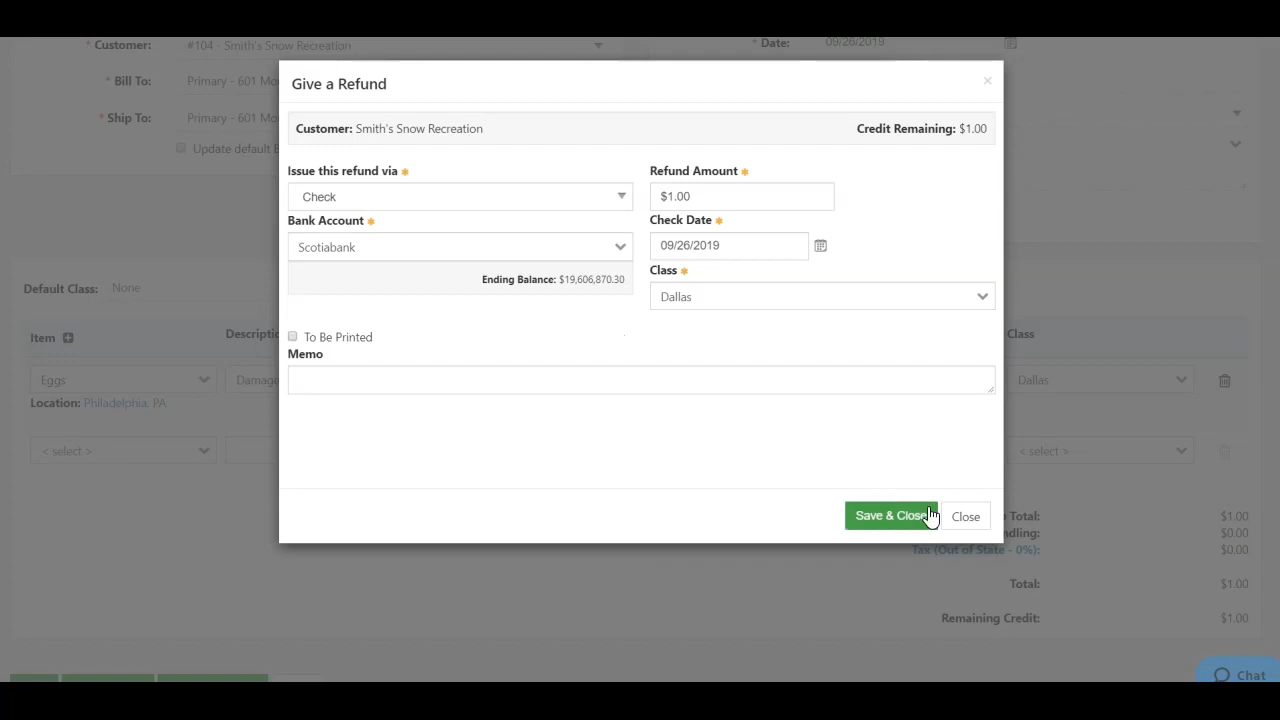 * Customer: #104 - Smith's Snow Recreation
* Date: 09/26/2019
* Bill To: Primary - 601 Mo
* Ship To: Primary - 601 Mo
Update default B
Give a Refund ×
Customer: Smith's Snow Recreation Credit Remaining: $1.00
Issue this refund via * Refund Amount *
Check $1.00
Bank Account * Check Date *
Scotiabank 09/26/2019
Class *
Ending Balance: $19,606,870.30
Dallas
To Be Printed
Memo
Save & Close Close
Default Class: None
Item Descriptio Class
Eggs Damage Dallas
Location: Philadelphia, PA
< select > < select >
Total: $1.00
ndling: $0.00
Tax (Out of State - 0%): $0.00
Total: $1.00
Remaining Credit: $1.00
Chat